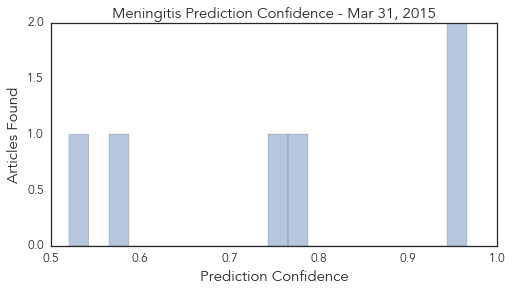 Meningitis Prediction Confidence - Mar 31, 2015
2.0
1.5
1.0
0.5
0.0
Articles Found
0.5 0.6 0.7 0.8 0.9 1.0
Prediction Confidence